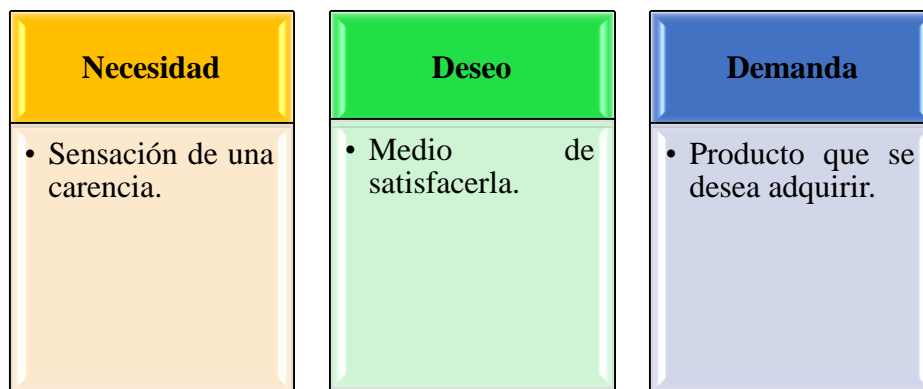 Necesidad
• Sensación de una
carencia.
Deseo
• Medio de
satisfacerla.
Demanda
• Producto que se
desea adquirir.